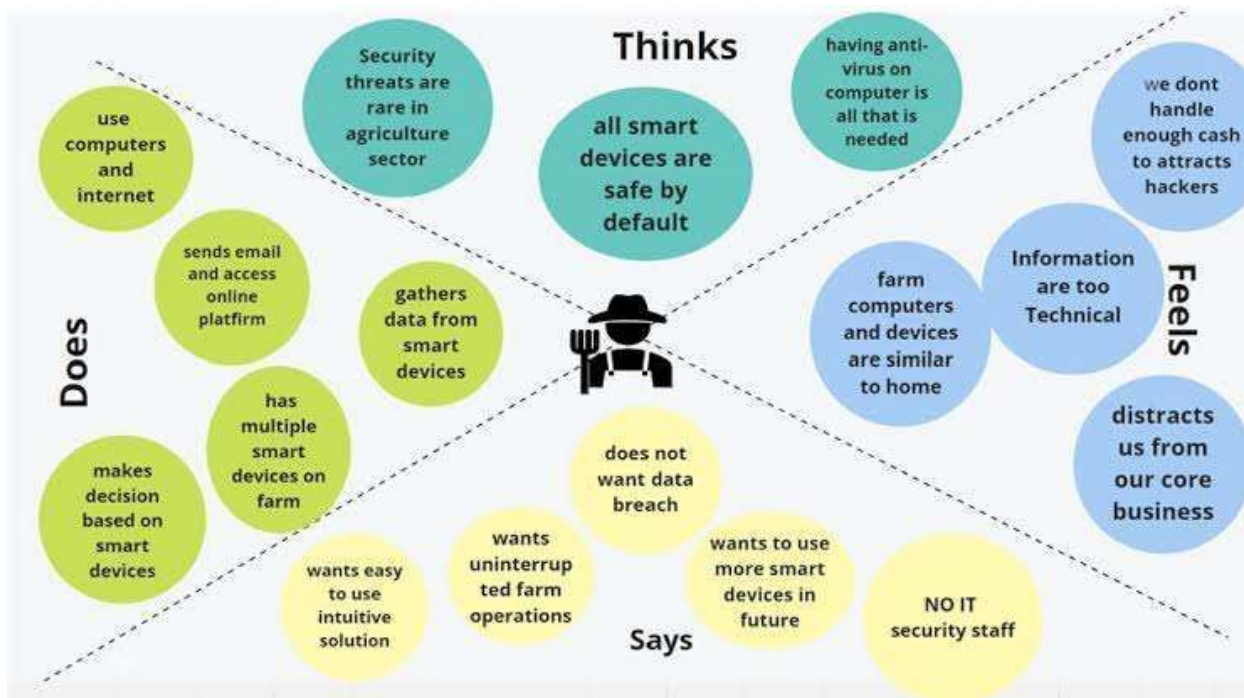 Thinks
Security
threats are
rare in
agriculture
sector
all smart
devices are
safe by
default
having anti-
virus on
computer is
all that is
needed
Does
use
computers
and
internet
sends email
and access
online
platfirm
gathers
data from
smart
devices
has
multiple
smart
devices on
farm
makes
decision
based on
smart
devices
Feels
we dont
handle
enough cash
to attracts
hackers
Information
are too
Technical
farm
computers
and devices
are similar
to home
distracts
us from
our core
business
does not
want data
breach
wants easy
to use
intuitive
solution
wants
uninterrup
ted farm
operations
wants to use
more smart
devices in
future
NO IT
security staff
Says